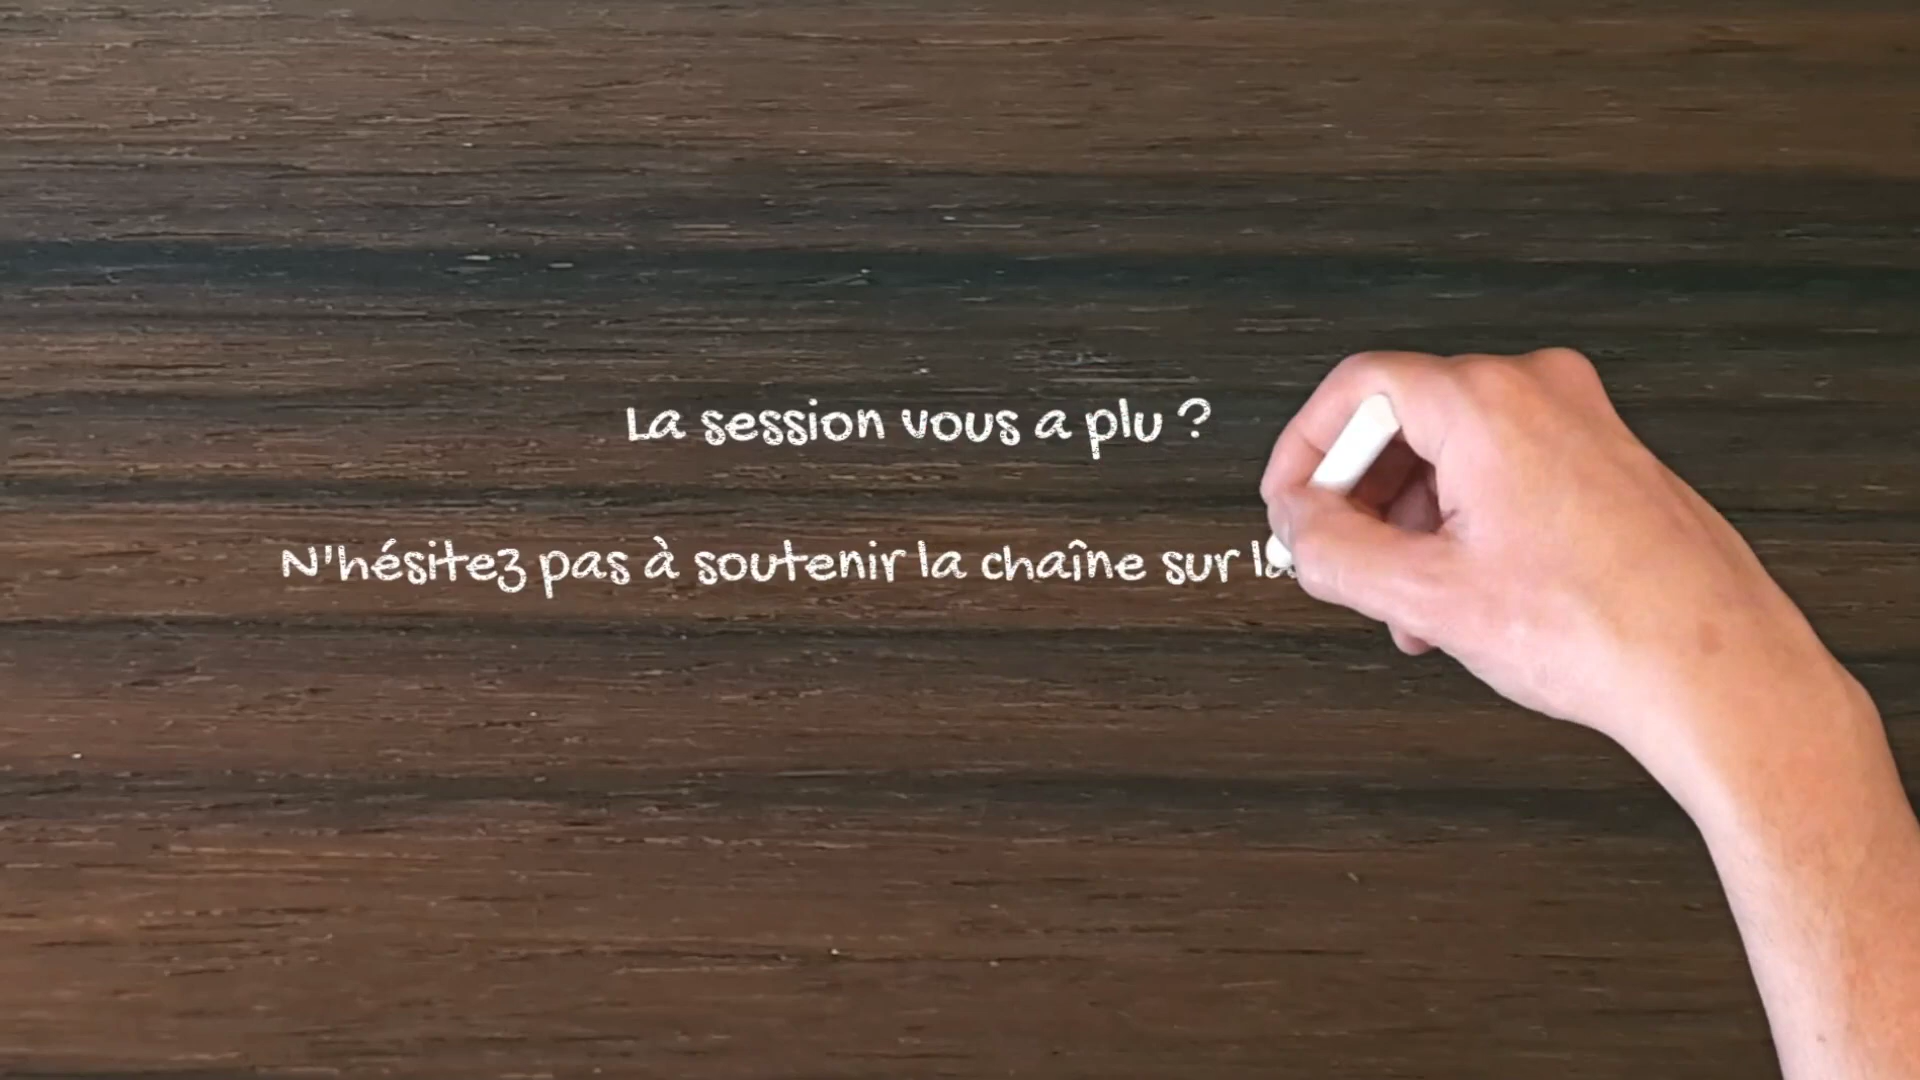 La session vous a plu ?
N'hésitez pas à soutenir la chaîne sur la